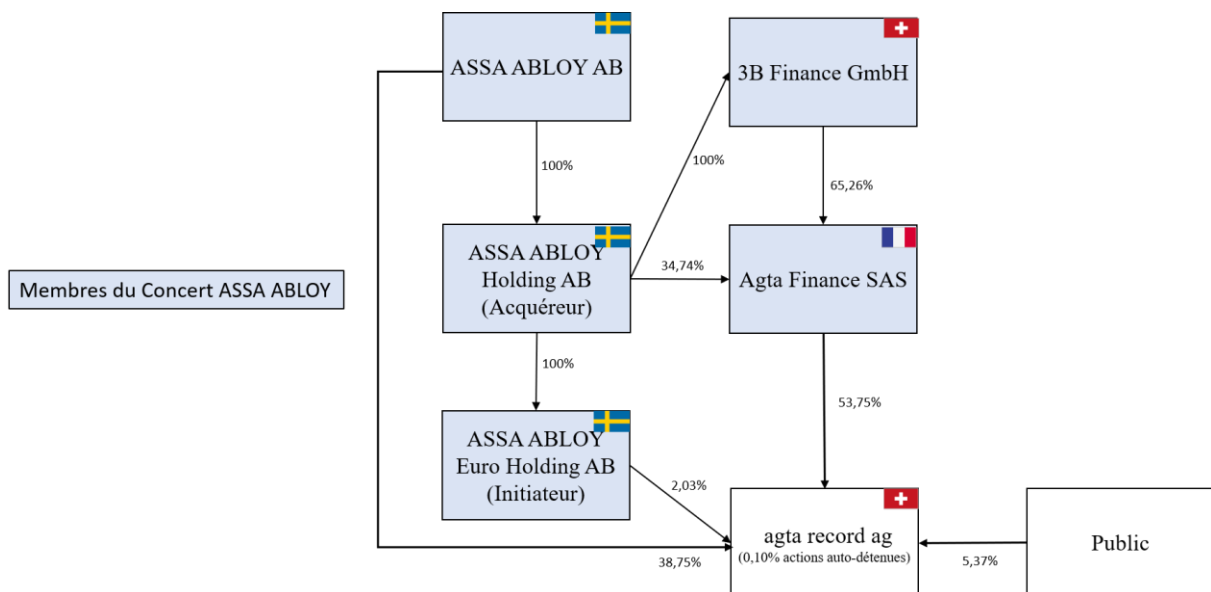 ASSA ABLOY AB
3B Finance GmbH
100%
100%
65,26%
Membres du Concert ASSA ABLOY
ASSA ABLOY
Holding AB
(Acquéreur)
34,74%
Agta Finance SAS
100%
53,75%
ASSA ABLOY
Euro Holding AB
(Initiateur)
2,03%
38,75%
agta record ag
(0,10% actions auto-détenues)
5,37%
Public